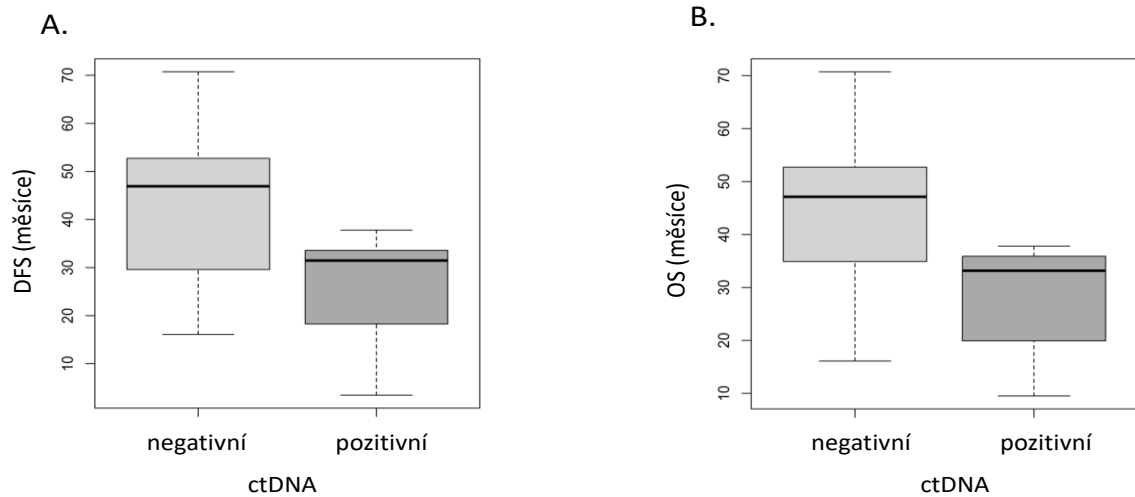 A.
70
60
50
40
30
20
10
DFS (měsíce)
negativní pozitivní
ctDNA
B.
70
60
50
40
30
20
10
OS (měsíce)
negativní pozitivní
ctDNA